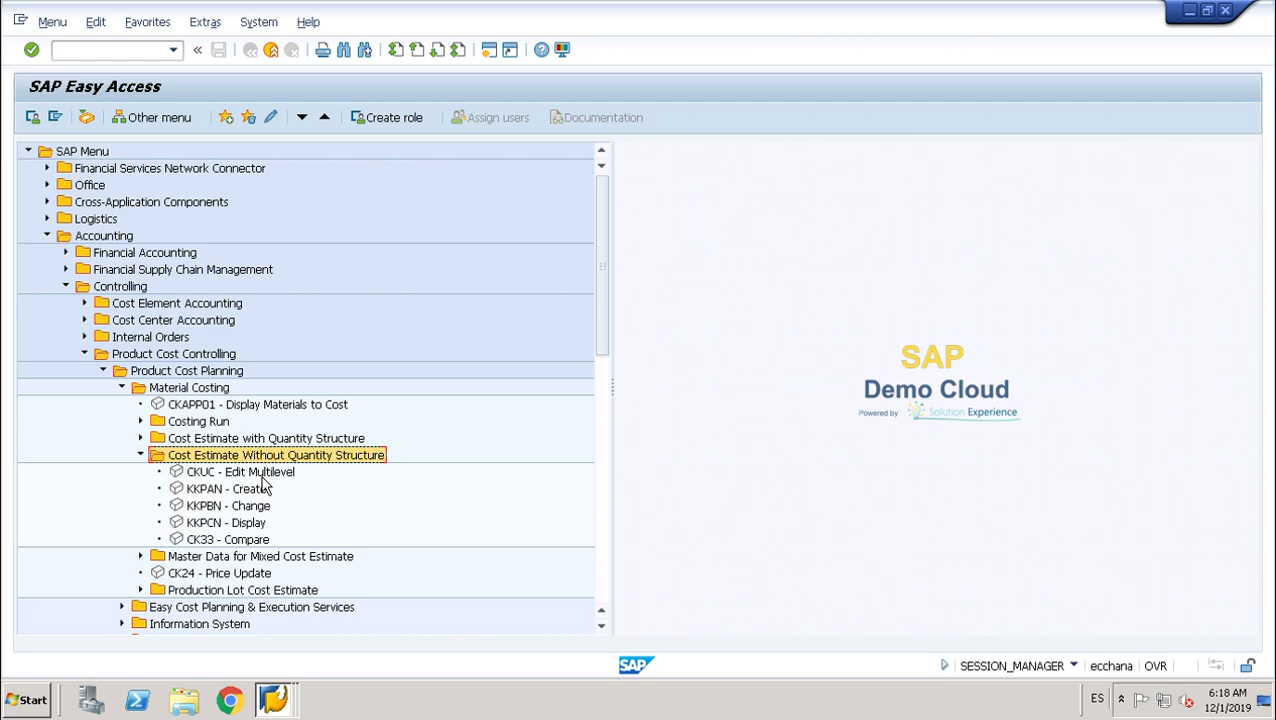 Menu Edit Favorites Extras System Help
SAP Easy Access
Other menu Create role Assign users Documentation
SAP Menu
Financial Services Network Connector
Office
Cross-Application Components
Logistics
Accounting
Financial Accounting
Financial Supply Chain Management
Controlling
Cost Element Accounting
Cost Center Accounting
Internal Orders
Product Cost Controlling
Product Cost Planning
Material Costing
CKAPP01 - Display Materials to Cost
Costing Run
Cost Estimate with Quantity Structure
Cost Estimate Without Quantity Structure
CKUC - Edit Multilevel
KKPAN - Create
KKPBN - Change
KKPCN - Display
CK33 - Compare
Master Data for Mixed Cost Estimate
CK24 - Price Update
Production Lot Cost Estimate
Easy Cost Planning & Execution Services
Information System
SAP
Demo Cloud
Powered by Solution Experience
SAP
SESSION_MANAGER ecchana OVR
Start
ES
6:18 AM
12/1/2019